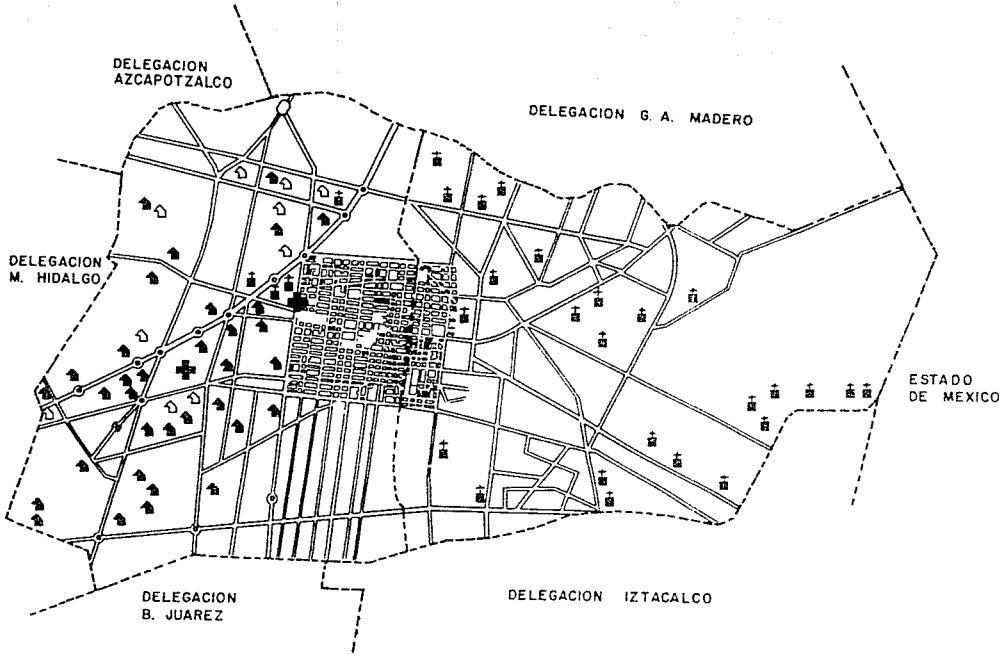 DELEGACION
AZCAPOTZALCO
DELEGACION G. A. MADERO
DELEGACION
M. HIDALGO
ESTADO
DE MEXICO
DELEGACION
B. JUAREZ
DELEGACION IZTACALCO